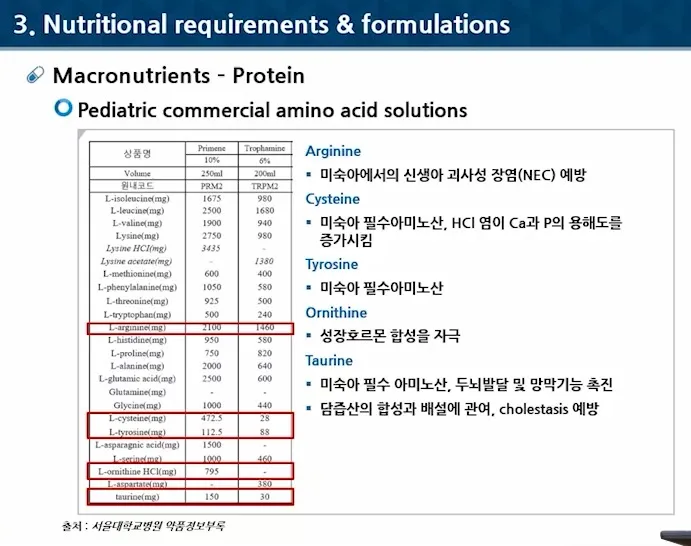 3. Nutritional requirements & formulations
Macronutrients - Protein
Pediatric commercial amino acid solutions
상품명 Primene Trophamine
10% 6%
Volume 250ml 200ml
원내코드 PRM2 TRPM2
L-isoleucine(mg) 1675 980
L-leucine(mg) 2500 1680
L-valine(mg) 1900 940
Lysine(mg) 2750 980
Lysine HCl(mg) 3435 -
Lysine acetate(mg) - 1380
L-methionine(mg) 600 400
L-phenylalanine(mg) 1050 580
L-threonine(mg) 925 500
L-tryptophan(mg) 500 240
L-arginine(mg) 2100 1460
L-histidine(mg) 950 580
L-proline(mg) 750 820
L-alanine(mg) 2000 640
L-glutamic acid(mg) 2500 600
Glutamine(mg) - -
Glycine(mg) 1000 440
L-cysteine(mg) 472.5 28
L-tyrosine(mg) 112.5 88
L-asparagnic acid(mg) 1500 -
L-serine(mg) 1000 460
L-ornithine HCl(mg) 795 -
L-aspartate(mg) - 380
taurine(mg) 150 30
Arginine
▪ 미숙아에서의 신생아 괴사성 장염(NEC) 예방
Cysteine
▪ 미숙아 필수아미노산, HCl 염이 Ca과 P의 용해도를
증가시킴
Tyrosine
▪ 미숙아 필수아미노산
Ornithine
▪ 성장호르몬 합성을 자극
Taurine
▪ 미숙아 필수 아미노산, 두뇌발달 및 망막기능 촉진
▪ 담즙산의 합성과 배설에 관여, cholestasis 예방
출처 : 서울대학교병원 약품정보부록